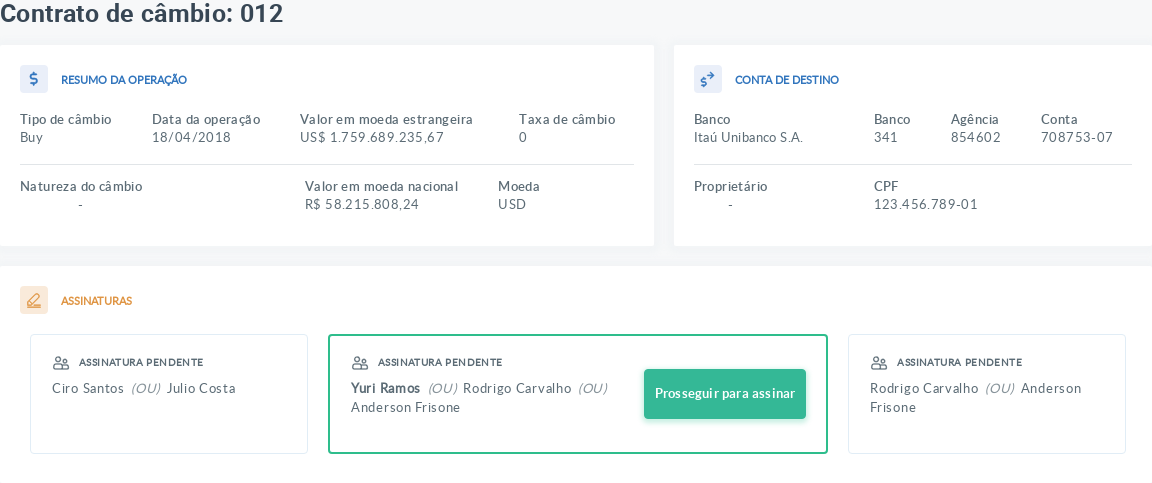 Contrato de câmbio: 012
RESUMO DA OPERAÇÃO
Tipo de câmbio Data da operação Valor em moeda estrangeira Taxa de câmbio
Buy 18/04/2018 US$ 1.759.689.235,67 0
Natureza do câmbio Valor em moeda nacional Moeda
- R$ 58.215.808,24 USD
CONTA DE DESTINO
Banco Banco Agência Conta
Itaú Unibanco S.A. 341 854602 708753-07
Proprietário CPF
- 123.456.789-01
ASSINATURAS
ASSINATURA PENDENTE
Ciro Santos (OU) Julio Costa
ASSINATURA PENDENTE
Yuri Ramos (OU) Rodrigo Carvalho (OU)
Anderson Frisone
Prosseguir para assinar
ASSINATURA PENDENTE
Rodrigo Carvalho (OU) Anderson
Frisone